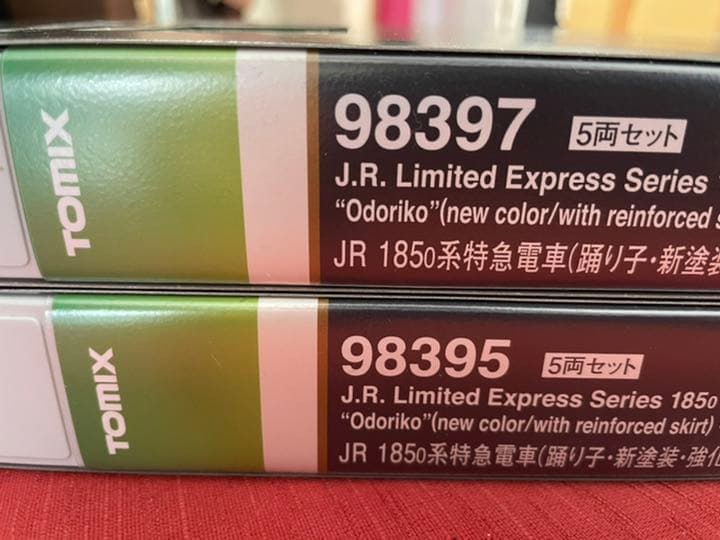 TOMIX
98397 5両セット
J.R. Limited Express Series
"Odoriko"(new color/with reinforced
JR 1850系特急電車(踊り子・新塗装
TOMIX
98395 5両セット
J.R. Limited Express Series 1850
"Odoriko"(new color/with reinforced skirt)
JR 1850系特急電車(踊り子・新塗装・強化